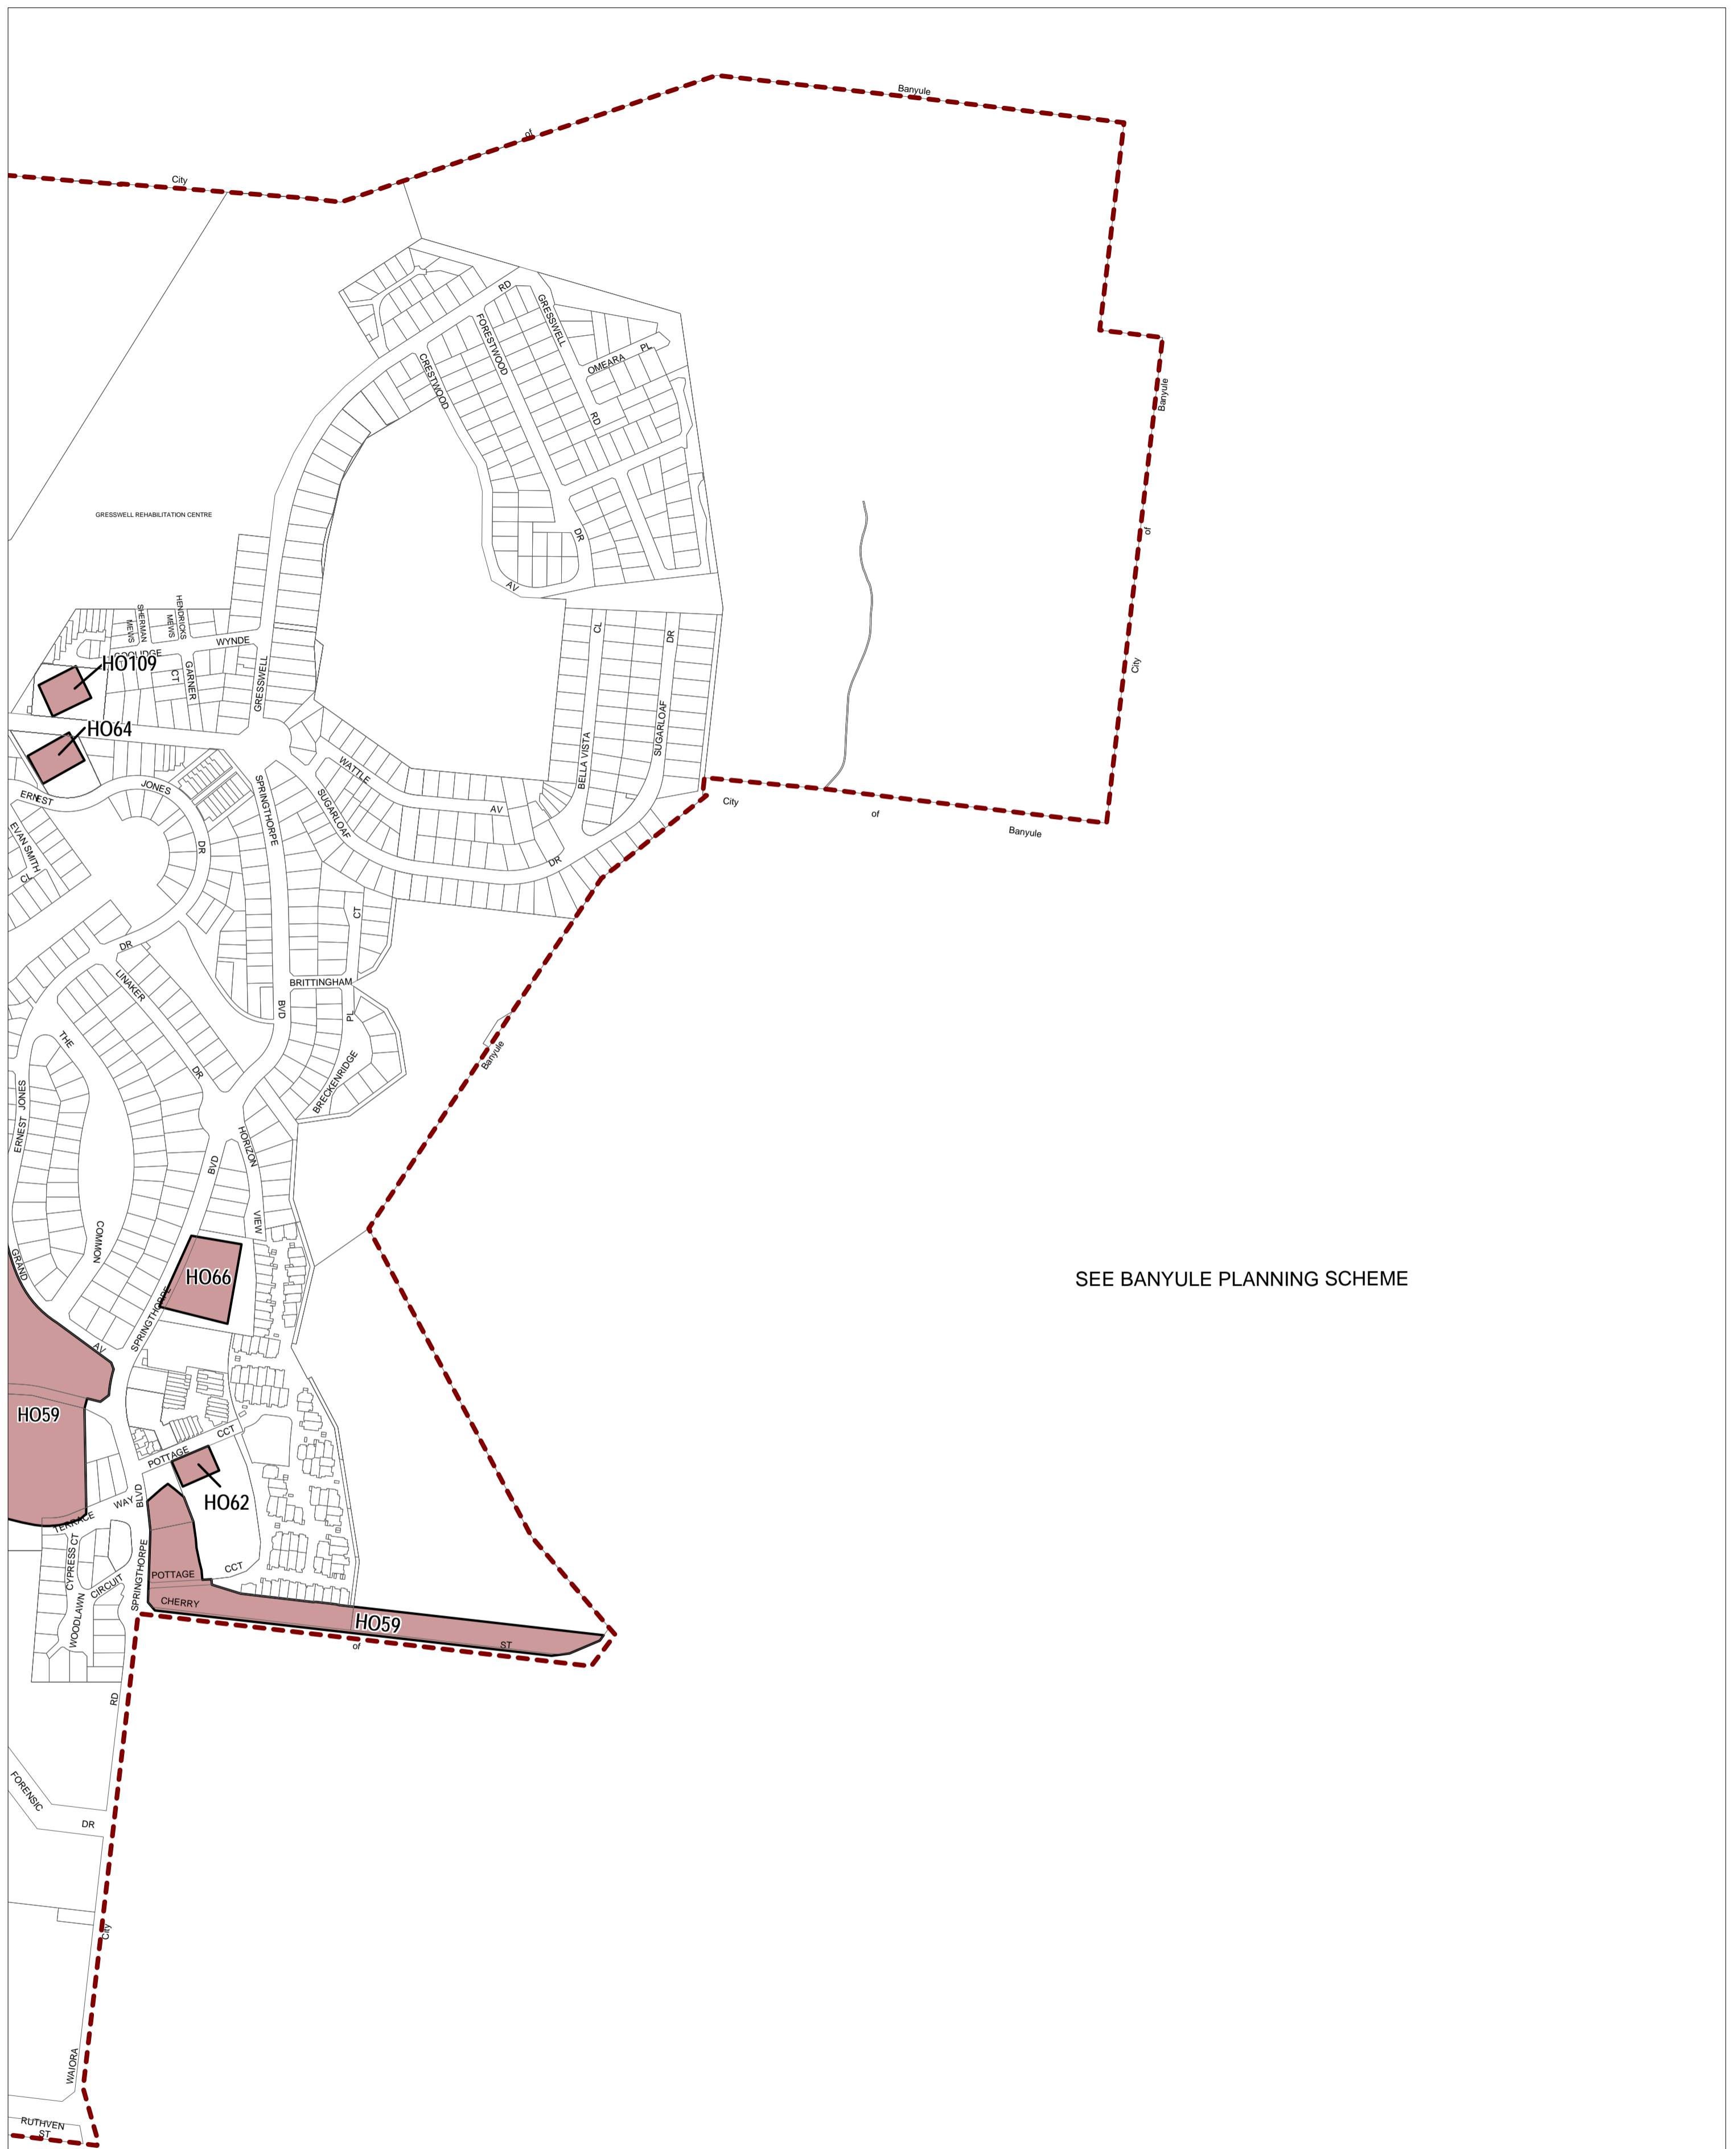 Banyule
of
City
RD
GRESSWELL
FORESTWOOD
OMEARA PL
CRESTWOOD
Banyule
RD
GRESSWELL REHABILITATION CENTRE
DR
of
AV
HENDRICKS
MEWS
SHERMAN
MEWS
CL
DR
WYNDE
COOLIDGE
HO109
CT
GARNER
GRESSWELL
City
HO64
SUGARLOAF
BELLA VISTA
WATTLE
JONES
SPRINGTHORPE
ERNEST
SUGARLOAF
AV
City
of
Banyule
EVAN SMITH
CL
DR
DR
CT
DR
LINAKER
BRITTINGHAM
BVD
PL
THE
Banyule
DR
BRECKENRIDGE
ERNEST JONES
HORIZON
BVD
VIEW
COMMON
GRAND
HO66
SEE BANYULE PLANNING SCHEME
SPRINGTHORPE
AV
HO59
CCT
POTTAGE
WAY
BLVD
HO62
TERRACE
CYPRESS CT
SPRINGTHORPE
CCT
POTTAGE
CIRCUIT
CHERRY
WOODLAWN
HO59
of
ST
RD
FORENSIC
DR
City
WAIORA
RUTHVEN
ST